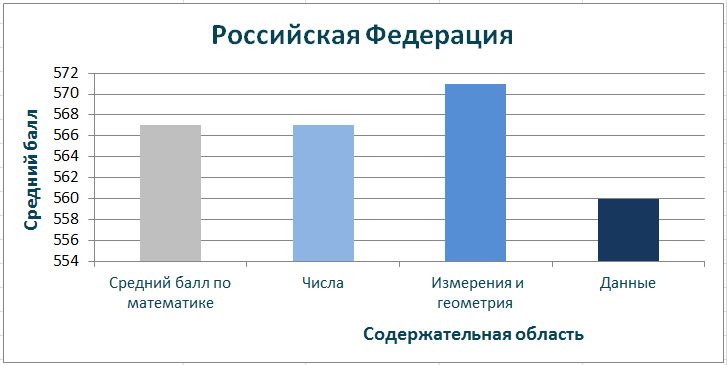 Российская Федерация
Средний балл
572
570
568
566
564
562
560
558
556
554
Средний балл по
математике
Числа
Измерения и
геометрия
Данные
Содержательная область